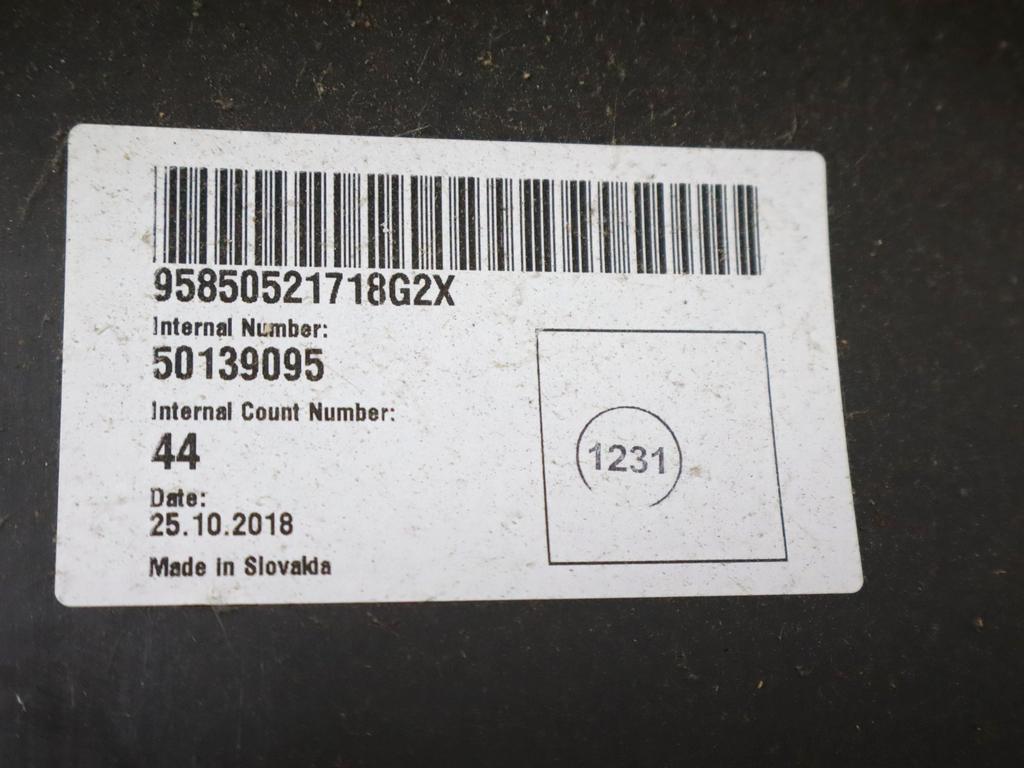 95850521718G2X
Internal Number:
50139095
Internal Count Number:
44
Date:
25.10.2018
Made in Slovakia
1231